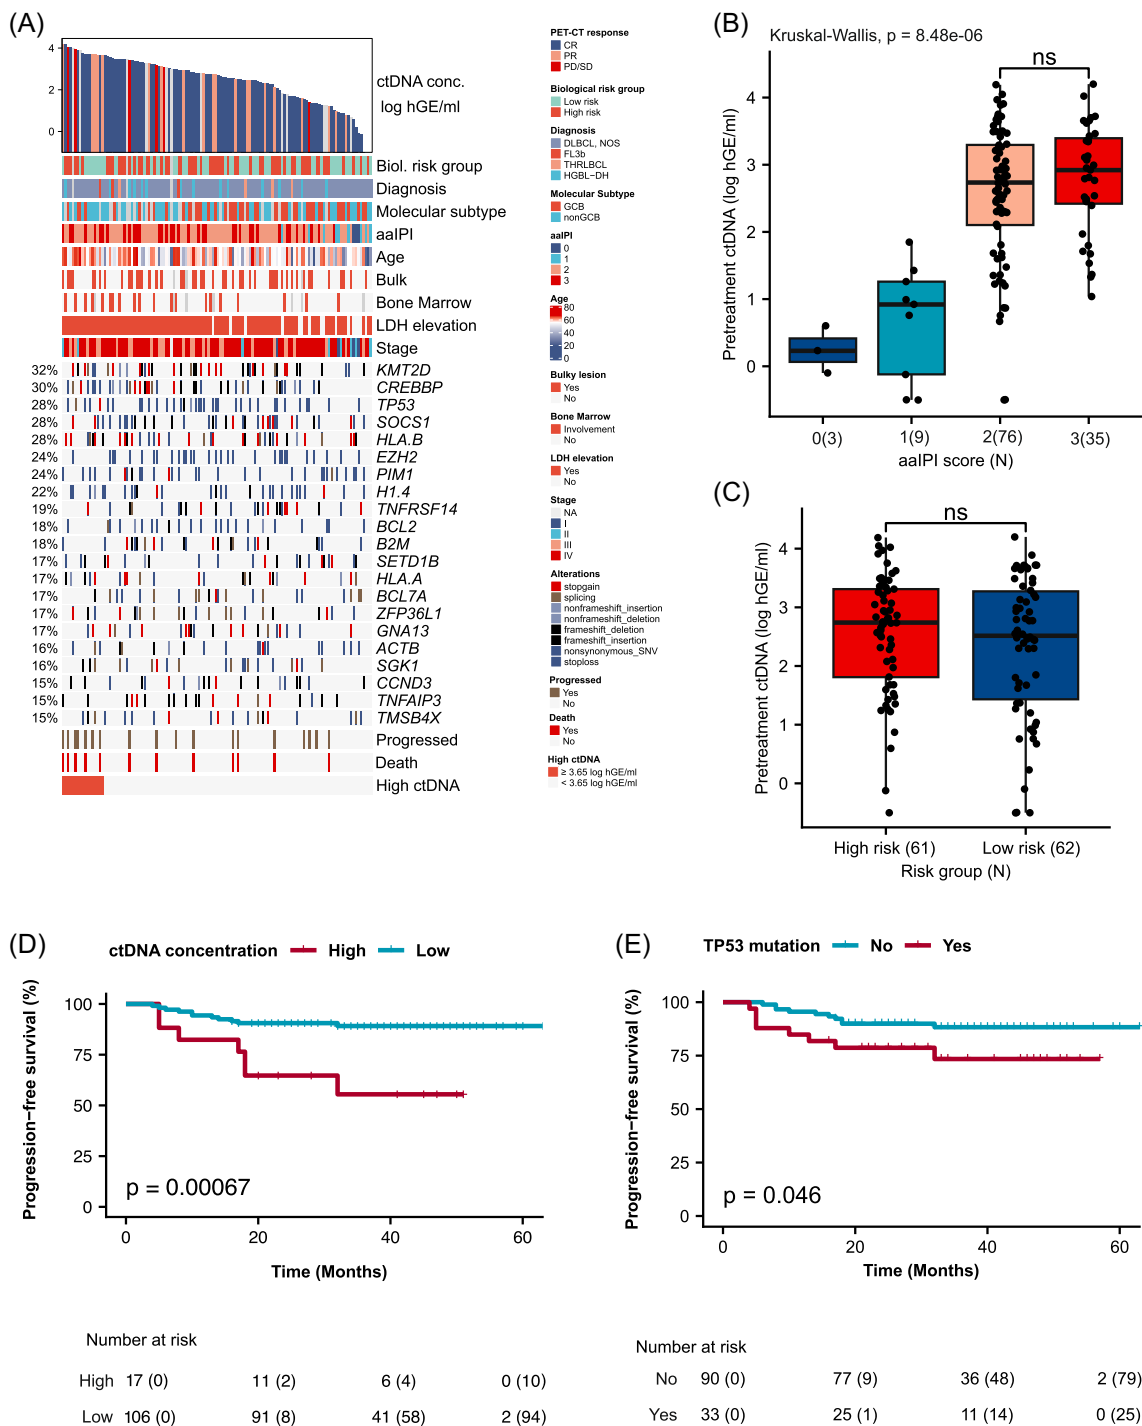 (A)
4
2
0
ctDNA conc.
log hGE/ml
Biol. risk group
Diagnosis
Molecular subtype
aaIPI
Age
Bulk
Bone Marrow
LDH elevation
Stage
32% KMT2D
30% CREBBP
28% TP53
28% SOCS1
28% HLA.B
24% EZH2
24% PIM1
22% H1.4
19% TNFRSF14
18% BCL2
18% B2M
17% SETD1B
17% HLA.A
17% BCL7A
17% ZFP36L1
17% GNA13
16% ACTB
16% SGK1
15% CCND3
15% TNFAIP3
15% TMSB4X
Progressed
Death
High ctDNA
PET-CT response
CR
PR
PD/SD
Biological risk group
Low risk
High risk
Diagnosis
DLBCL, NOS
FL3b
THRLBCL
HGBL-DH
Molecular Subtype
GCB
nonGCB
aaIPI
0
1
2
3
Age
80
60
40
20
0
Bulky lesion
Yes
No
Bone Marrow
Involvement
No
LDH elevation
Yes
No
Stage
NA
I
II
III
IV
Alterations
stopgain
splicing
nonframeshift_insertion
nonframeshift_deletion
frameshift_deletion
frameshift_insertion
nonsynonymous_SNV
stoploss
Progressed
Yes
No
Death
Yes
No
High ctDNA
≥ 3.65 log hGE/ml
< 3.65 log hGE/ml
(B)
Kruskal-Wallis, p = 8.48e-06
ns
Pretreatment ctDNA (log hGE/ml)
4
3
2
1
0
0(3) 1(9) 2(76) 3(35)
aaIPI score (N)
(C)
ns
Pretreatment ctDNA (log hGE/ml)
4
3
2
1
0
High risk (61) Low risk (62)
Risk group (N)
(D)
ctDNA concentration High Low
Progression-free survival (%)
100
75
50
25
0
p = 0.00067
0 20 40 60
Time (Months)
Number at risk
High 17 (0) 11 (2) 6 (4) 0 (10)
Low 106 (0) 91 (8) 41 (58) 2 (94)
(E)
TP53 mutation No Yes
Progression-free survival (%)
100
75
50
25
0
p = 0.046
0 20 40 60
Time (Months)
Number at risk
No 90 (0) 77 (9) 36 (48) 2 (79)
Yes 33 (0) 25 (1) 11 (14) 0 (25)